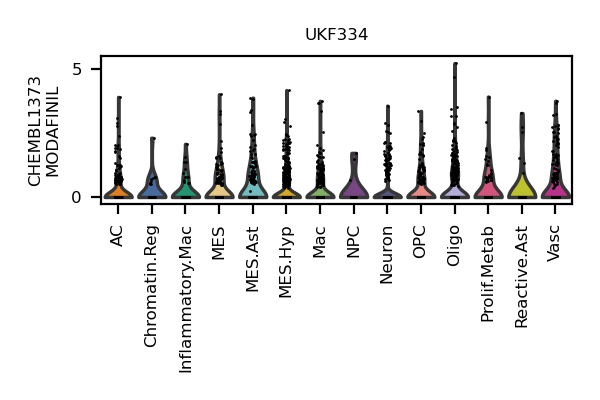 UKF334
CHEMBL1373
MODAFINIL
5
0
AC
Chromatin.Reg
Inflammatory.Mac
MES
MES.Ast
MES.Hyp
Mac
NPC
Neuron
OPC
Oligo
Prolif.Metab
Reactive.Ast
Vasc